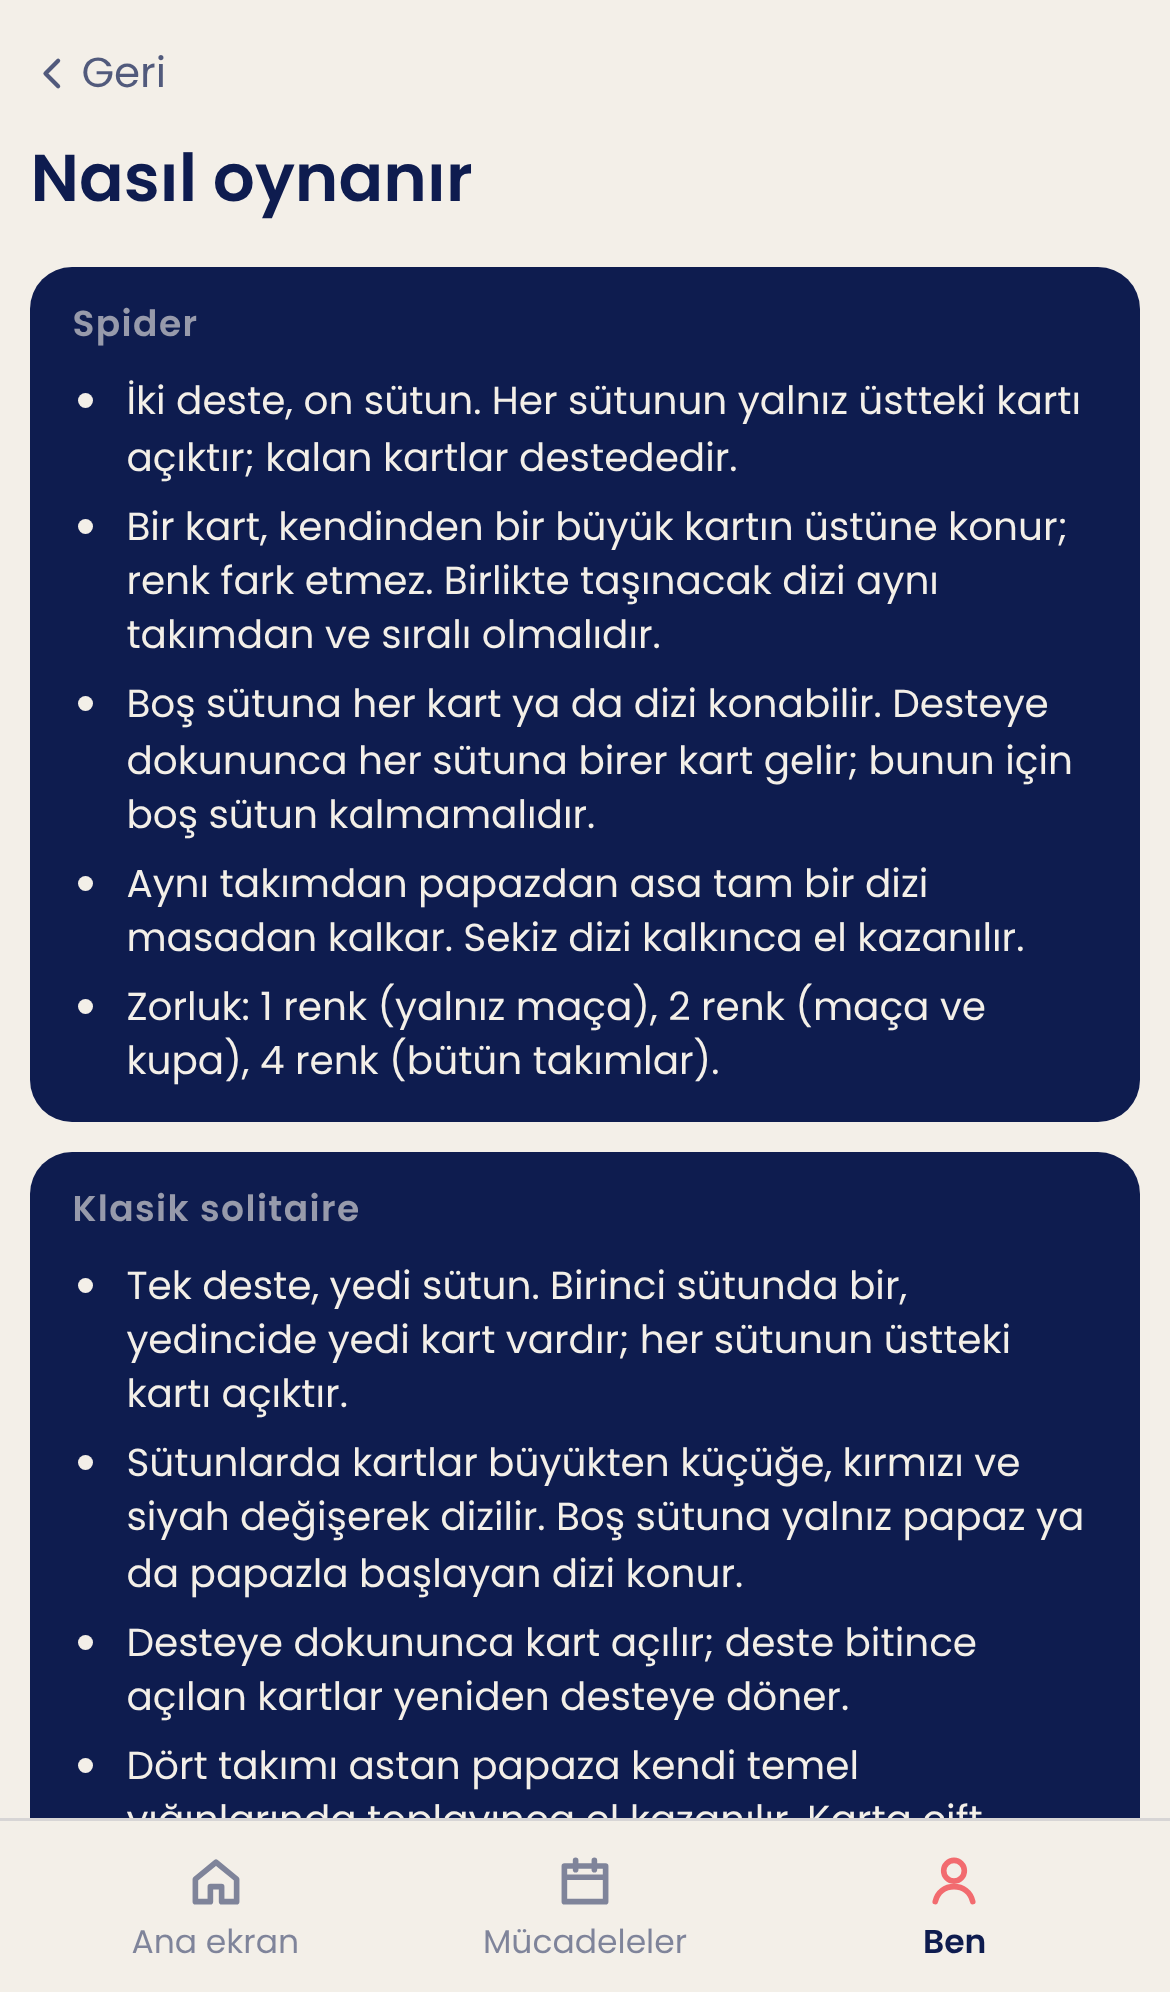 Geri
Nasıl oynanır
Spider
• İki deste, on sütun. Her sütunun yalnız üstteki kartı
açıktır; kalan kartlar destededir.
• Bir kart, kendinden bir büyük kartın üstüne konur;
renk fark etmez. Birlikte taşınacak dizi aynı
takımdan ve sıralı olmalıdır.
• Boş sütuna her kart ya da dizi konabilir. Desteye
dokununca her sütuna birer kart gelir; bunun için
boş sütun kalmamalıdır.
• Aynı takımdan papazdan asa tam bir dizi
masadan kalkar. Sekiz dizi kalkınca el kazanılır.
• Zorluk: 1 renk (yalnız maça), 2 renk (maça ve
kupa), 4 renk (bütün takımlar).
Klasik solitaire
• Tek deste, yedi sütun. Birinci sütunda bir,
yedincide yedi kart vardır; her sütunun üstteki
kartı açıktır.
• Sütunlarda kartlar büyükten küçüğe, kırmızı ve
siyah değişerek dizilir. Boş sütuna yalnız papaz ya
da papazla başlayan dizi konur.
• Desteye dokununca kart açılır; deste bitince
açılan kartlar yeniden desteye döner.
• Dört takımı astan papaza kendi temel
yığınlarında toplayınca el kazanılır. Karta çift
Ana ekran
Mücadeleler
Ben